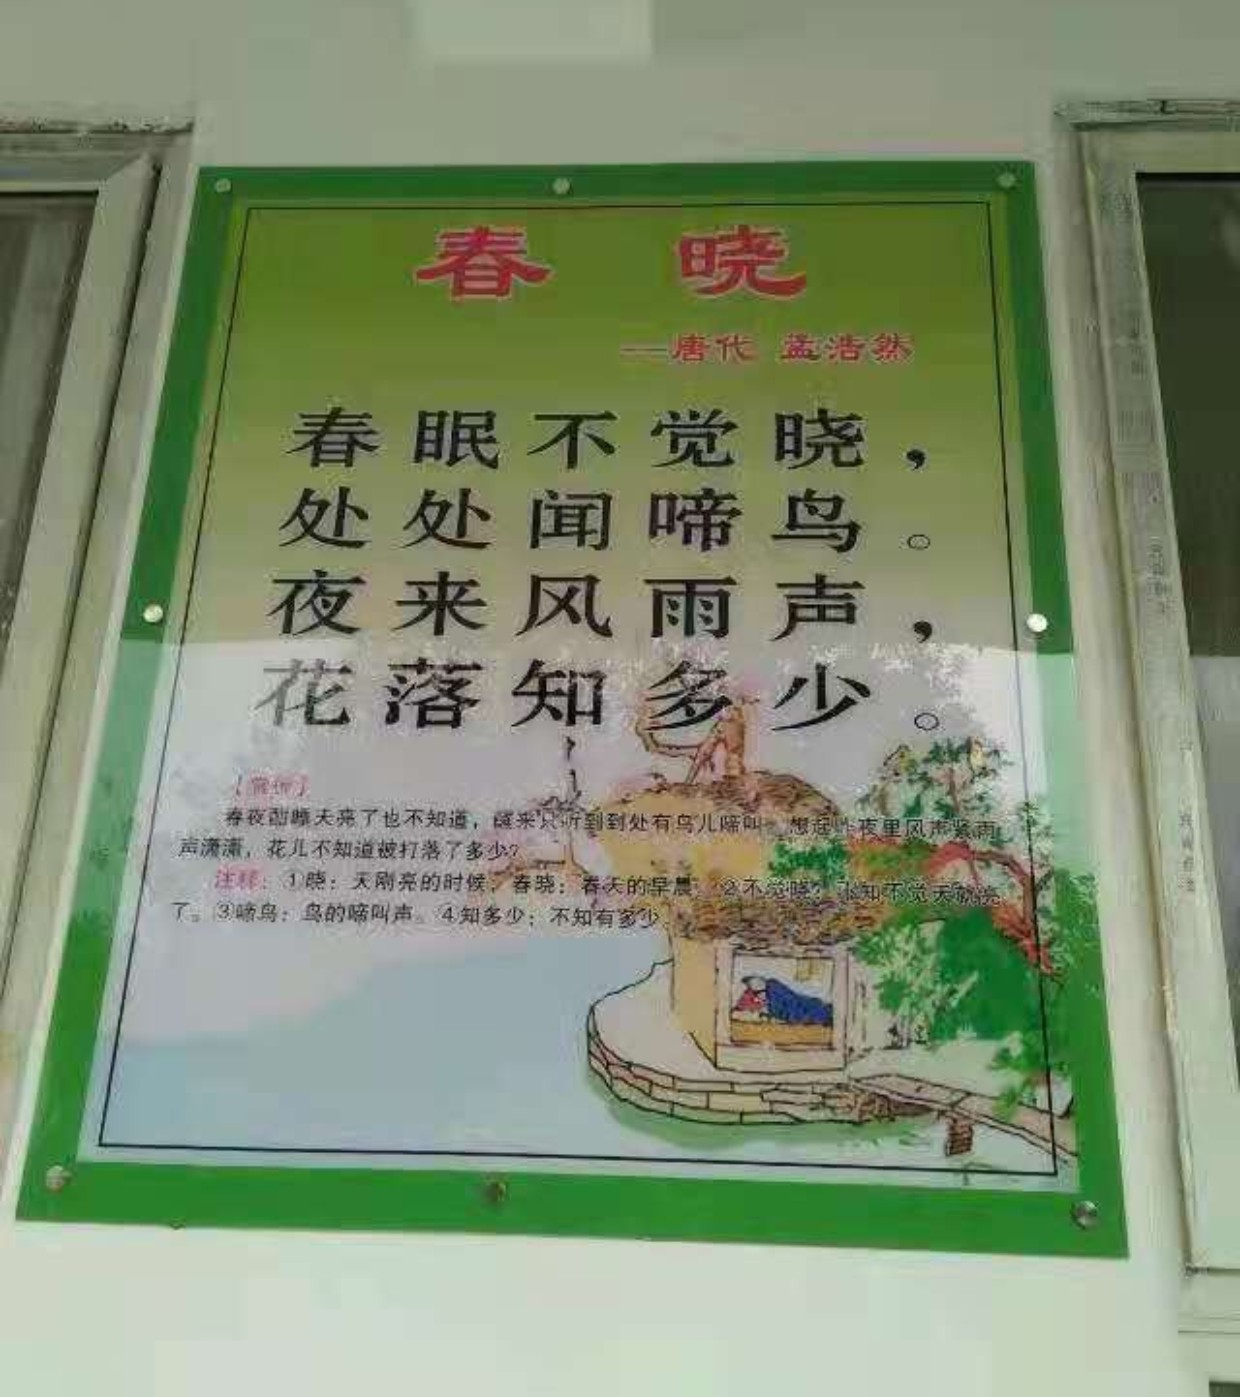 春 晓
——唐代 孟浩然
春眠不觉晓，
处处闻啼鸟。
夜来风雨声，
花落知多少。
春夜甜睡天亮了也不知道，醒来只听到到处有鸟儿啼叫。想起昨夜里风声紧雨
声潇潇，花儿不知道被打落了多少？
注释：①晓：天刚亮的时候，春晓：春天的早晨。②不觉晓：不知不觉天就亮
了。③啼鸟：鸟的啼叫声。④知多少：不知有多少。